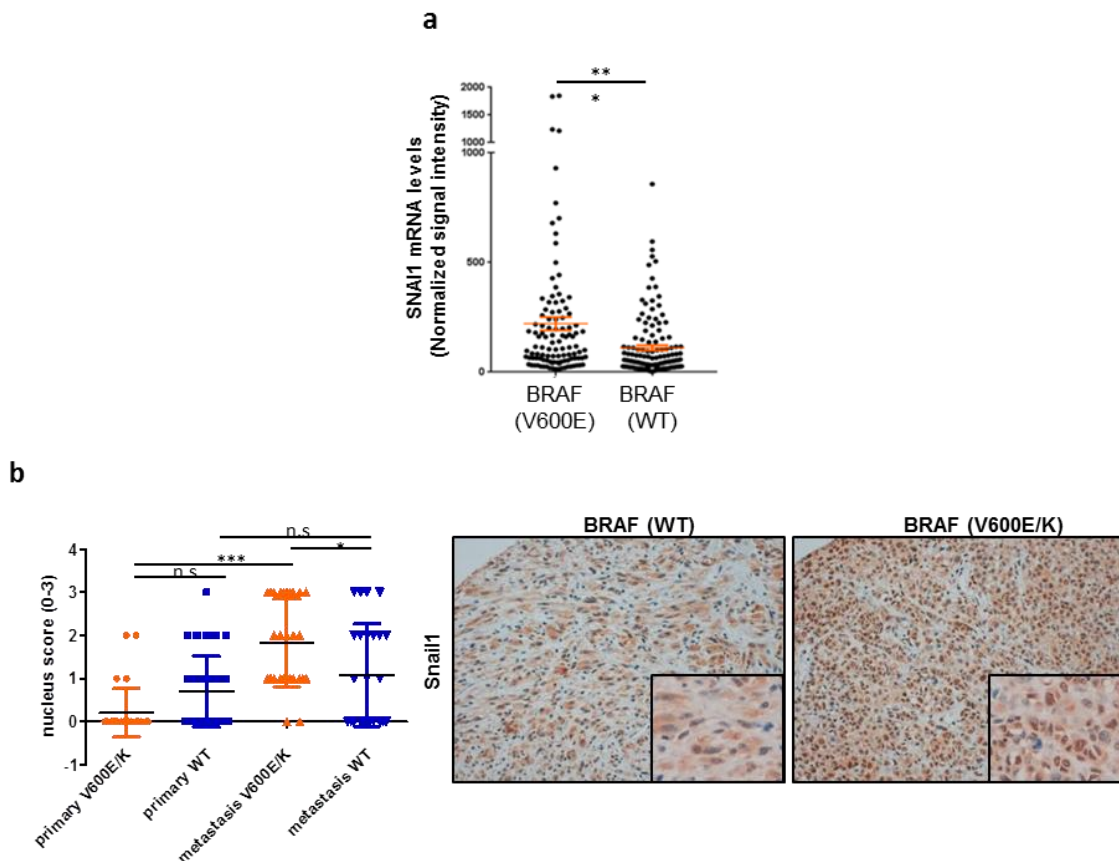 a
**
*
SNAI1 mRNA levels
(Normalized signal intensity)
2000
1500
1000
1000
500
0
BRAF
(V600E)
BRAF
(WT)
b
n.s
*
***
n.s
nucleus score (0-3)
4
3
2
1
0
-1
primary V600E/K
primary WT
metastasis V600E/K
metastasis WT
BRAF (WT)
BRAF (V600E/K)
Snail1